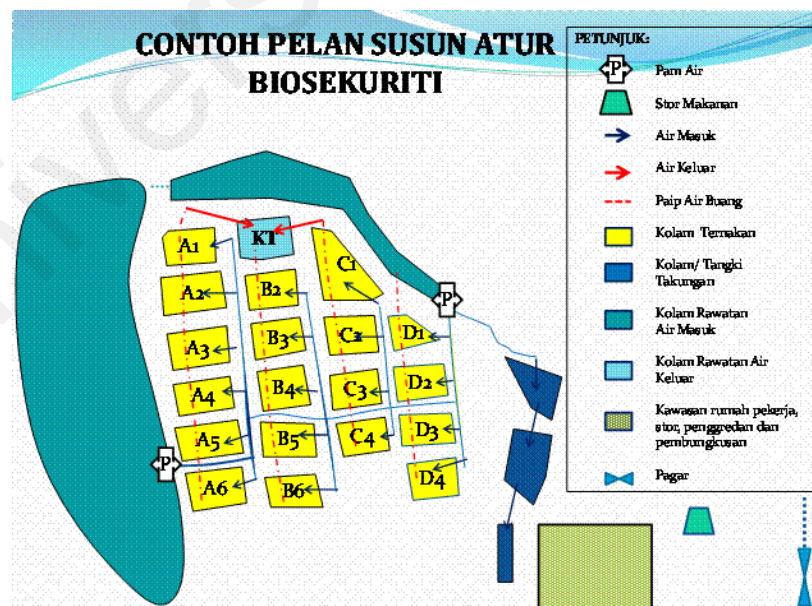 CONTOH PELAN SUSUN ATUR
BIOSEKURITI
PETUNJUK:
P
Pam Air
Stor Makanan
Air Masuk
Air Keluar
Paip Air Buang
Kolam Ternakan
Kolam/ Tangki
Takungan
Kolam Rawatan
Air Masuk
Kolam Rawatan Air
Keluar
Kawasan rumah pekerja,
stor, penggredan dan
pembungkusan
Pagar
A1
KT
C1
A2
B2
P
A3
B3
C2
D1
A4
B4
C3
D2
A5
B5
C4
D3
P
A6
B6
D4